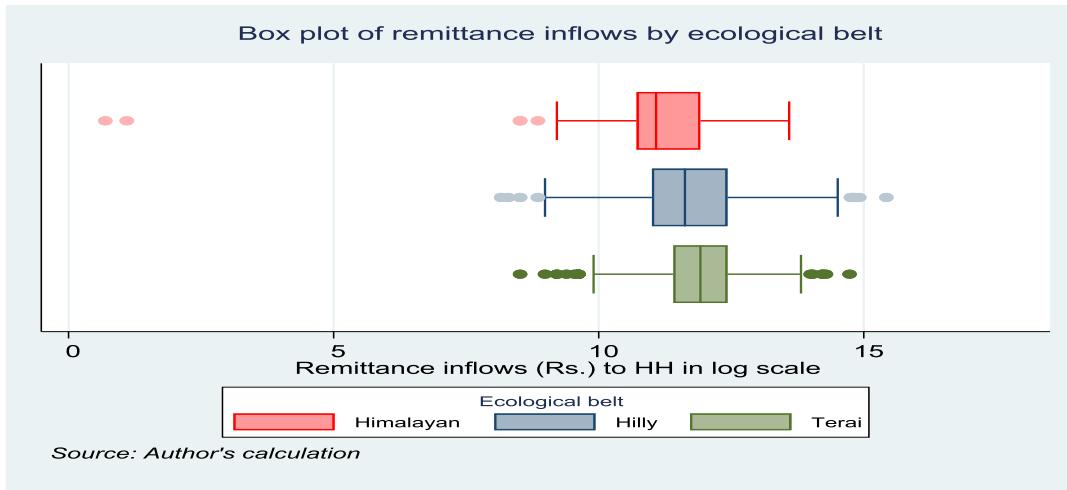 Box plot of remittance inflows by ecological belt
0 5 10 15
Remittance inflows (Rs.) to HH in log scale
Ecological belt
Himalayan Hilly Terai
Source: Author's calculation